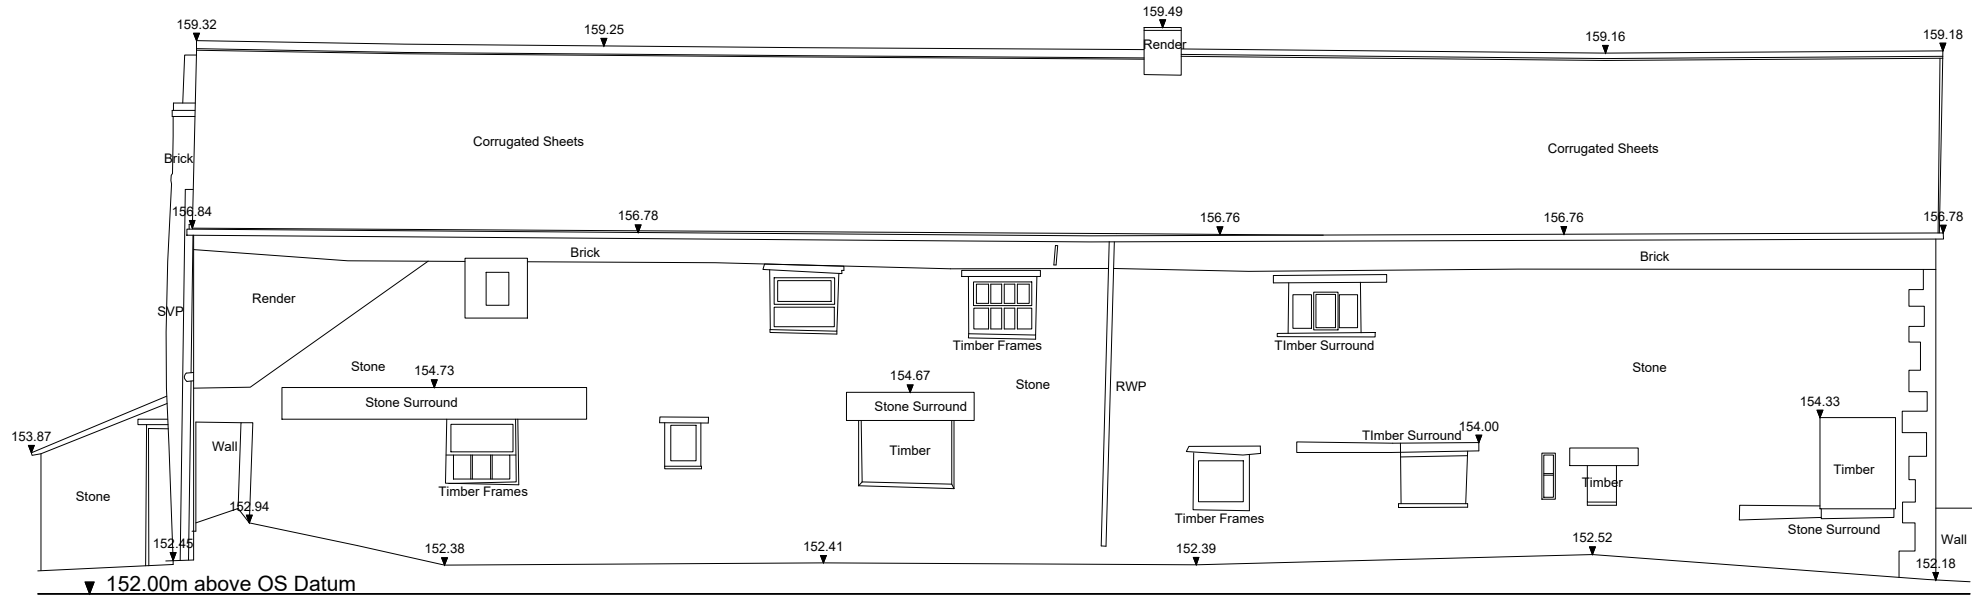 159.49
159.32
159.25
159.16
159.18
Render
Corrugated Sheets
Corrugated Sheets
Brick
156.84
156.78
156.76
156.76
156.78
Brick
Brick
Render
SVP
Timber Frames
TImber Surround
Stone
154.73
154.67
Stone
RWP
Stone
Stone Surround
Stone Surround
154.33
153.87
Wall
Timber
TImber Surround
154.00
Timber
Stone
Timber Frames
Timber
152.94
Timber Frames
Stone Surround
152.45
152.38
152.41
152.39
152.52
Wall
152.18
152.00m above OS Datum